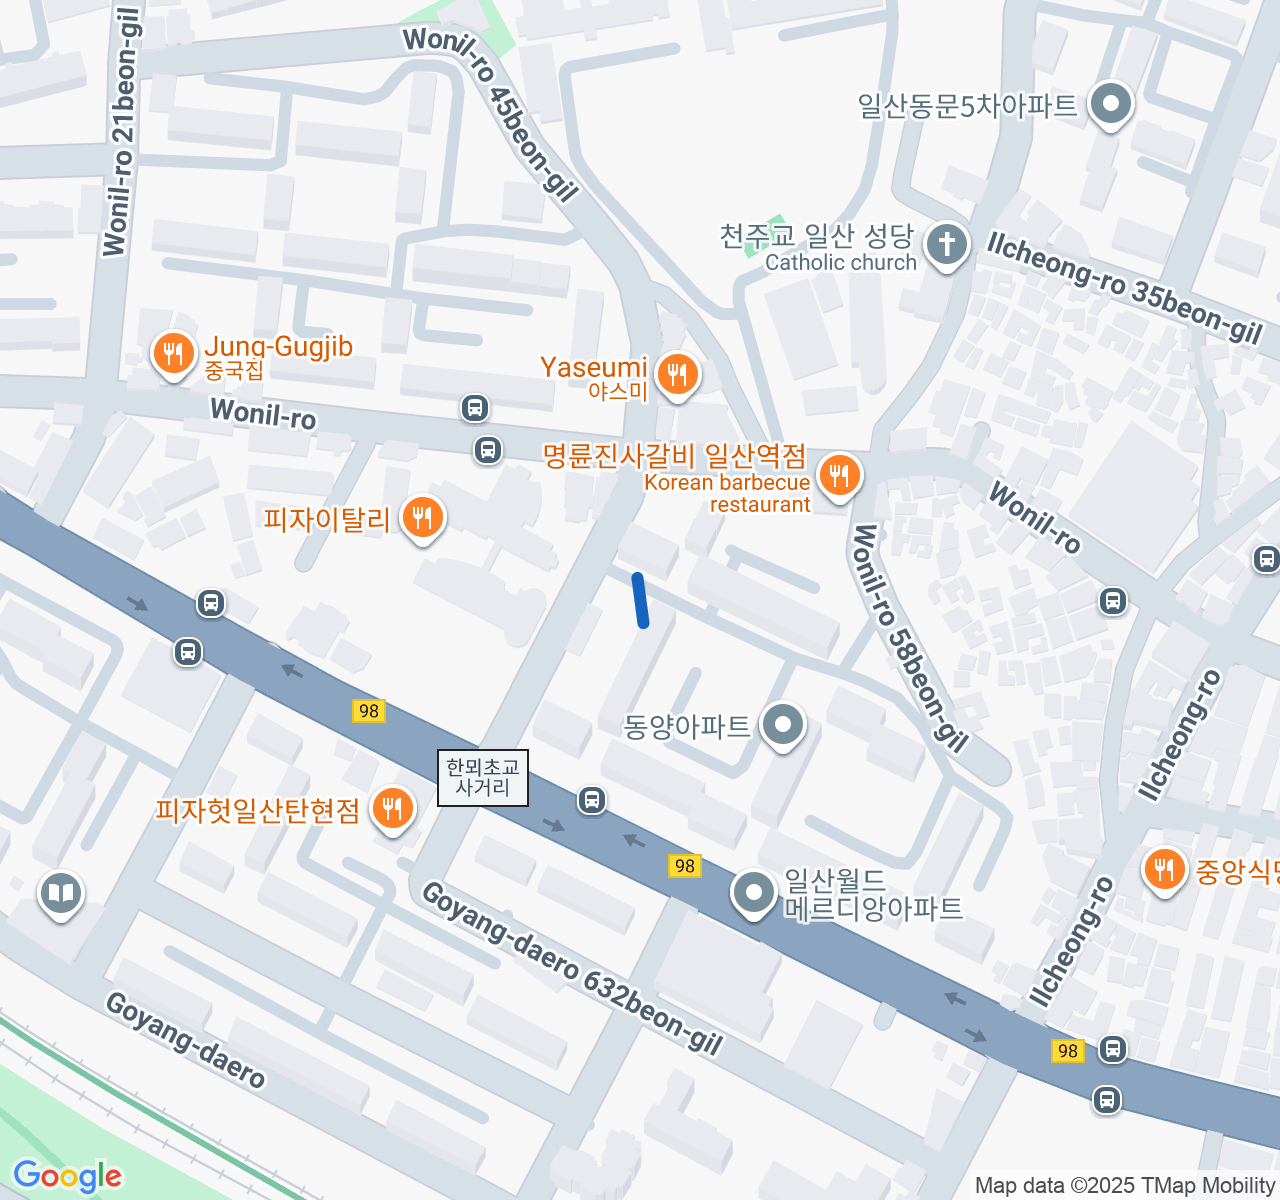 Wonil-ro 21beon-gil
Wonil-ro 45beon-gil
일산동문5차아파트
천주교 일산 성당
Catholic church
Ilcheong-ro 35beon-gil
Jung-Gugjib
중국집
Yaseumi
야스미
Wonil-ro
명륜진사갈비 일산역점
Korean barbecue
restaurant
피자이탈리
Wonil-ro
Wonil-ro 58beon-gil
98
동양아파트
Ilcheong-ro
한뫼초교
사거리
피자헛일산탄현점
98
일산월드
메르디앙아파트
중앙식당
Goyang-daero 632beon-gil
Ilcheong-ro
Goyang-daero
98
Google
Map data ©2025 TMap Mobility